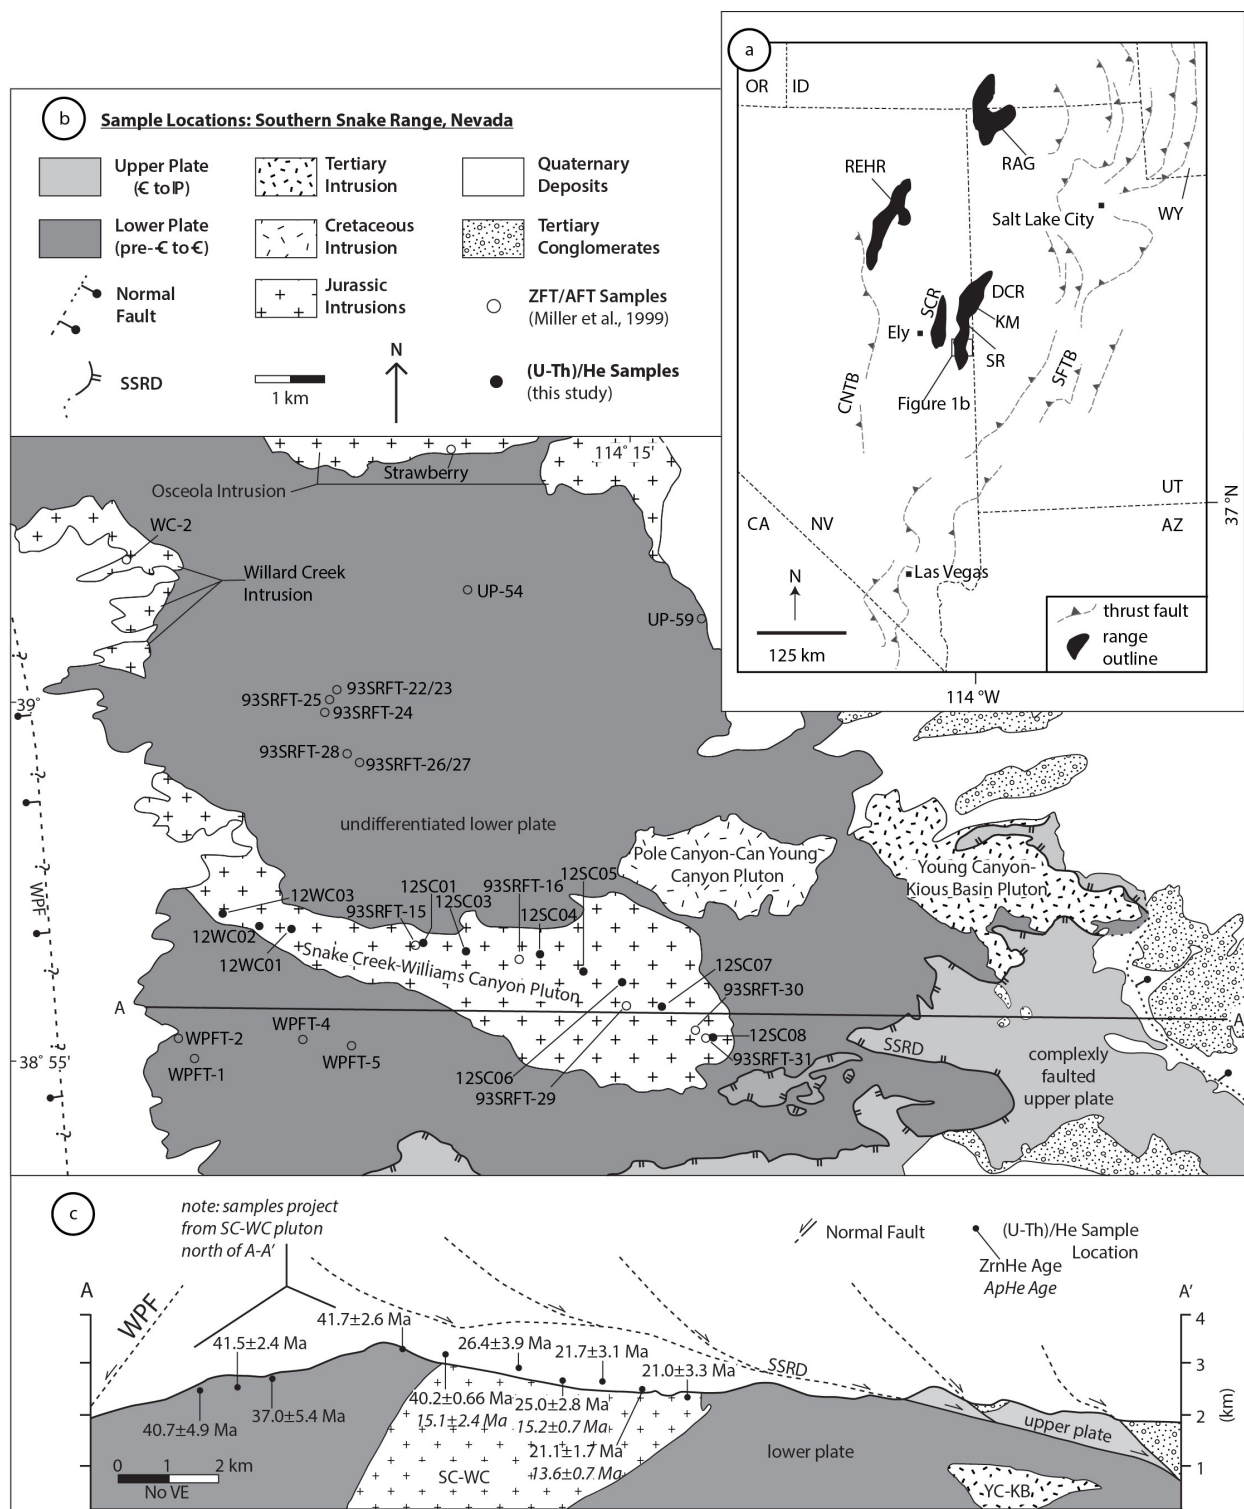 a
OR
ID
RAG
REHR
Salt Lake City
WY
SCR
DCR
KM
Ely
SR
CNTB
SFTB
Figure 1b
UT
AZ
CA
NV
37 °N
Las Vegas
N
125 km
thrust fault
range
outline
114 °W
b
Sample Locations: Southern Snake Range, Nevada
Upper Plate
(Є to IP)
Tertiary
Intrusion
Quaternary
Deposits
Lower Plate
(pre-Є to Є)
Cretaceous
Intrusion
Tertiary
Conglomerates
Normal
Fault
Jurassic
Intrusions
ZFT/AFT Samples
(Miller et al., 1999)
SSRD
1 km
N
(U-Th)/He Samples
(this study)
114° 15'
Strawberry
Osceola Intrusion
WC-2
Willard Creek
Intrusion
UP-54
UP-59
93SRFT-22/23
93SRFT-25
93SRFT-24
39°
93SRFT-28
93SRFT-26/27
?
?
?
?
?
WPF
undifferentiated lower plate
Pole Canyon-Can Young
Canyon Pluton
Young Canyon-
Kious Basin Pluton
12WC03
12SC01
93SRFT-16
12SC05
93SRFT-15
12SC03
12SC04
12WC02
12WC01
Snake Creek-Williams Canyon Pluton
12SC07
93SRFT-30
A
A'
WPFT-2
WPFT-4
WPFT-1
WPFT-5
12SC08
93SRFT-31
SSRD
38° 55'
12SC06
93SRFT-29
complexly
faulted
upper plate
c
note: samples project
from SC-WC pluton
north of A-A'
Normal Fault
(U-Th)/He Sample
Location
ZrnHe Age
ApHe Age
A
A'
WPF
41.7±2.6 Ma
41.5±2.4 Ma
26.4±3.9 Ma
21.7±3.1 Ma
21.0±3.3 Ma
SSRD
4
3
2
1
(km)
40.2±0.66 Ma
15.1±2.4 Ma
25.0±2.8 Ma
15.2±0.7 Ma
37.0±5.4 Ma
40.7±4.9 Ma
21.1±1.7 Ma
13.6±0.7 Ma
upper plate
lower plate
0 1 2 km
No VE
SC-WC
YC-KB